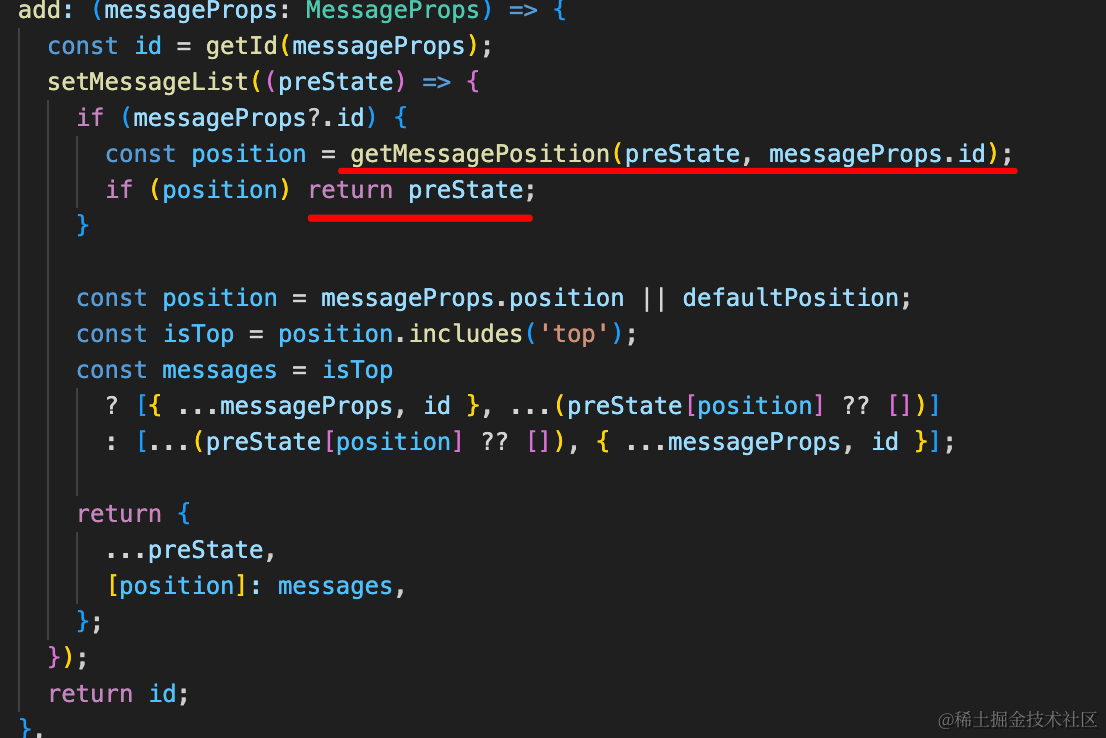 add: (messageProps: MessageProps) => {
const id = getId(messageProps);
setMessageList((preState) => {
if (messageProps?.id) {
const position = getMessagePosition(preState, messageProps.id);
if (position) return preState;
}
const position = messageProps.position || defaultPosition;
const isTop = position.includes('top');
const messages = isTop
? [{ ...messageProps, id }, ...(preState[position] ?? [])]
: [...(preState[position] ?? []), { ...messageProps, id }];
return {
...preState,
[position]: messages,
};
});
return id;
},
@稀土掘金技术社区